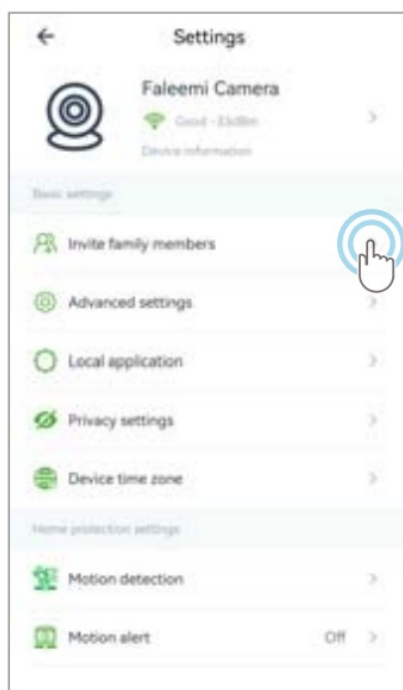 Settings
Faleemi Camera
Good
Device information
Basic settings
Invite family members
Advanced settings
Local application
Privacy settings
Device time zone
Home protection settings
Motion detection
Motion alert Off